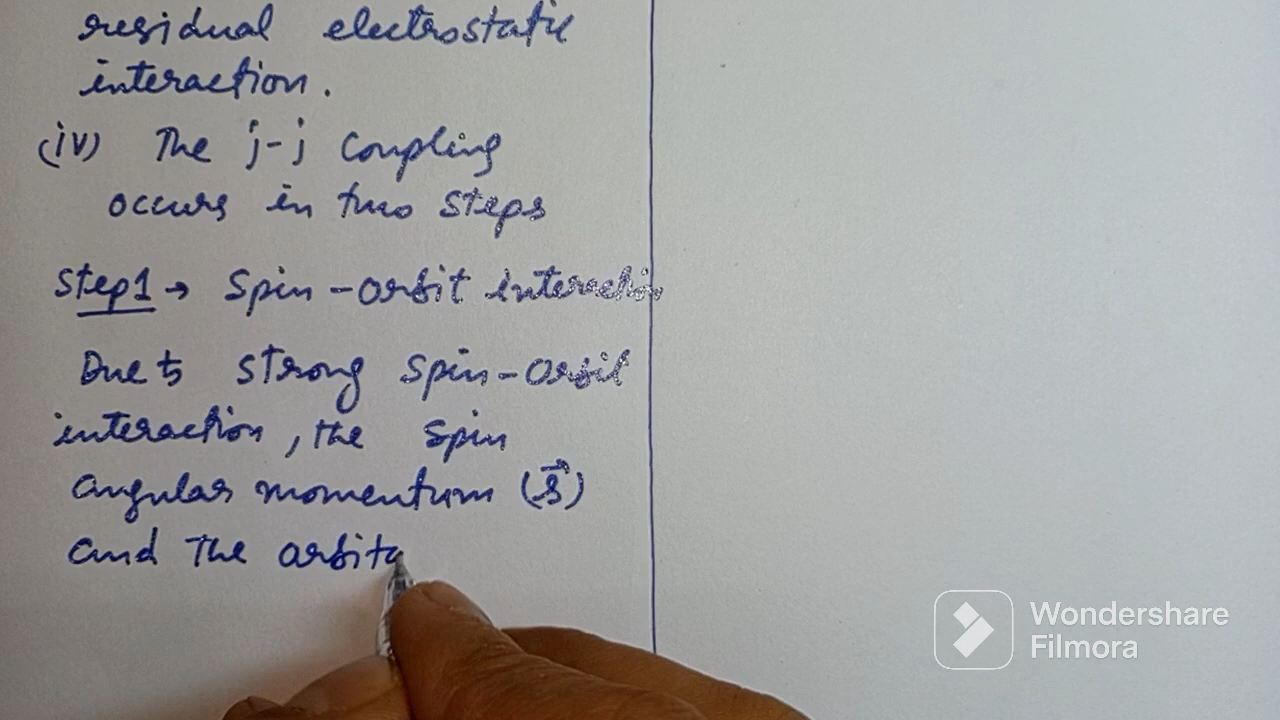 residual electrostatic
interaction.
(iv) The j-j coupling
occurs in two steps
Step1 → Spin-orbit interaction
Due to strong spin-orbit
interaction, the spin
angular momentum (s⃗)
and the orbita
Wondershare
Filmora